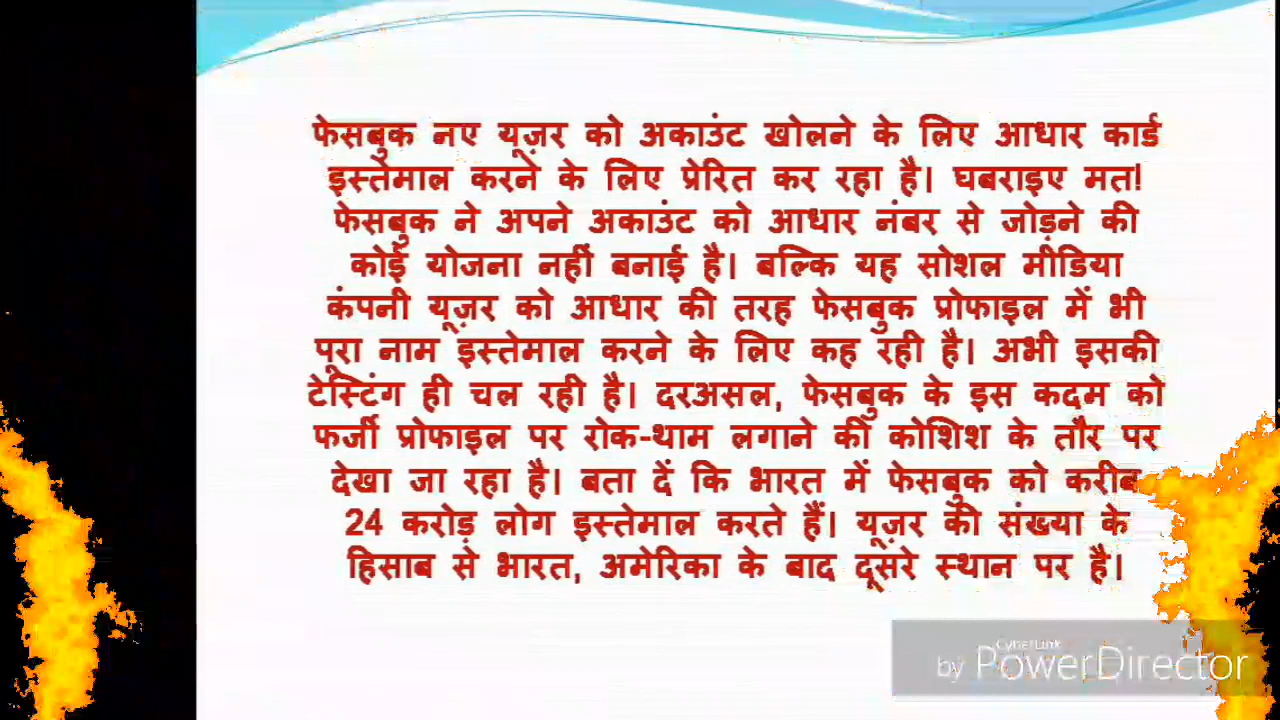 फेसबुक नए यूज़र को अकाउंट खोलने के लिए आधार कार्ड
इस्तेमाल करने के लिए प्रेरित कर रहा है। घबराइए मत!
फेसबुक ने अपने अकाउंट को आधार नंबर से जोड़ने की
कोई योजना नहीं बनाई है। बल्कि यह सोशल मीडिया
कंपनी यूज़र को आधार की तरह फेसबुक प्रोफाइल में भी
पूरा नाम इस्तेमाल करने के लिए कह रही है। अभी इसकी
टेस्टिंग ही चल रही है। दरअसल, फेसबुक के इस कदम को
फर्जी प्रोफाइल पर रोक-थाम लगाने की कोशिश के तौर पर
देखा जा रहा है। बता दें कि भारत में फेसबुक को करीब
24 करोड़ लोग इस्तेमाल करते हैं। यूज़र की संख्या के
हिसाब से भारत, अमेरिका के बाद दूसरे स्थान पर है।
CyberLink
by PowerDirector